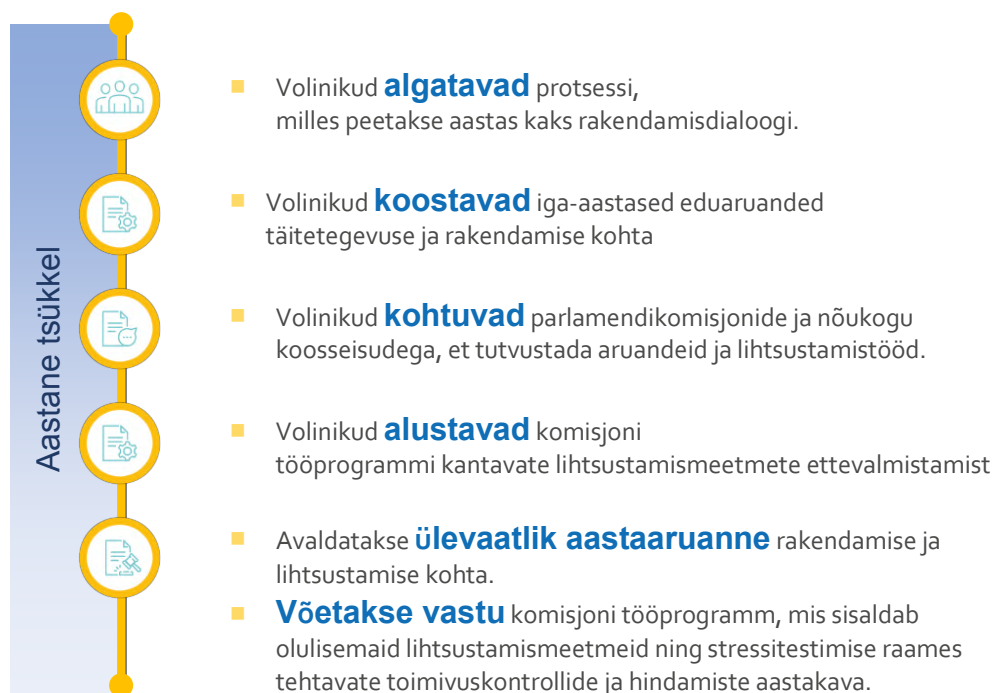 Aastane tsükkel
Volinikud algatavad protsessi,
milles peetakse aastas kaks rakendamisdialoogi.
Volinikud koostavad iga-aastased eduaruanded
täitetegevuse ja rakendamise kohta
Volinikud kohtuvad parlamendikomisjonide ja nõukogu
koosseisudega, et tutvustada aruandeid ja lihtsustamistööd.
Volinikud alustavad komisjoni
tööprogrammi kantavate lihtsustamismeetmete ettevalmistamist
Avaldatakse ülevaatlik aastaaruanne rakendamise ja
lihtsustamise kohta.
Võetakse vastu komisjoni tööprogramm, mis sisaldab
olulisemaid lihtsustamismeetmeid ning stressitestimise raames
tehtavate toimivuskontrollide ja hindamiste aastakava.